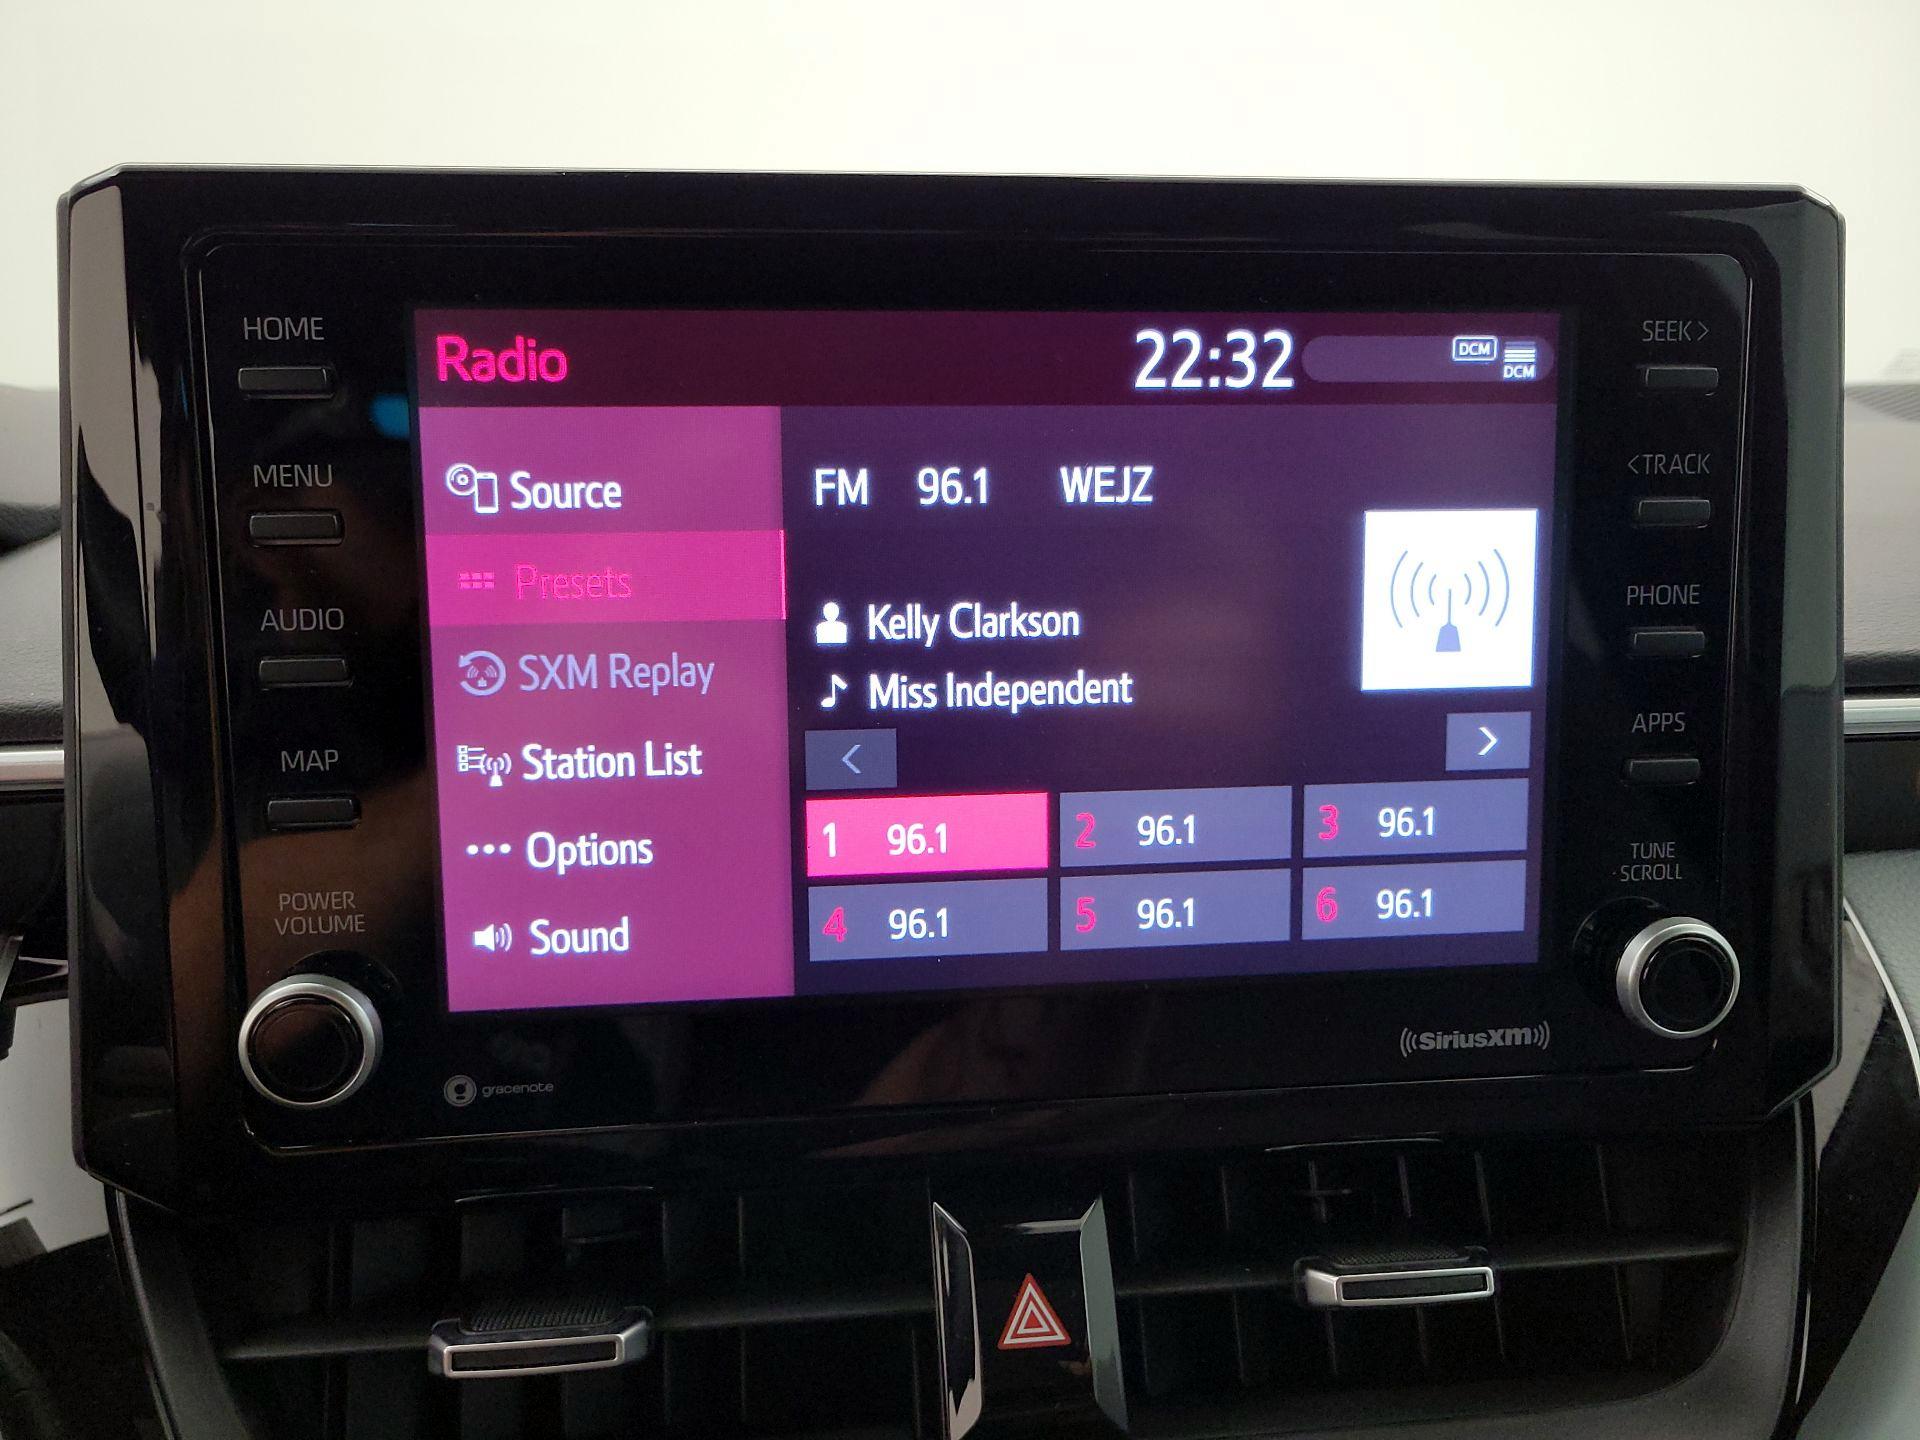 HOME
MENU
AUDIO
MAP
POWER
VOLUME
Radio
22:32
DCM
DCM
Source
Presets
SXM Replay
Station List
Options
Sound
FM 96.1 WEJZ
Kelly Clarkson
Miss Independent
< >
1 96.1 2 96.1 3 96.1
4 96.1 5 96.1 6 96.1
SEEK >
< TRACK
PHONE
APPS
TUNE
· SCROLL
gracenote
((SiriusXM))